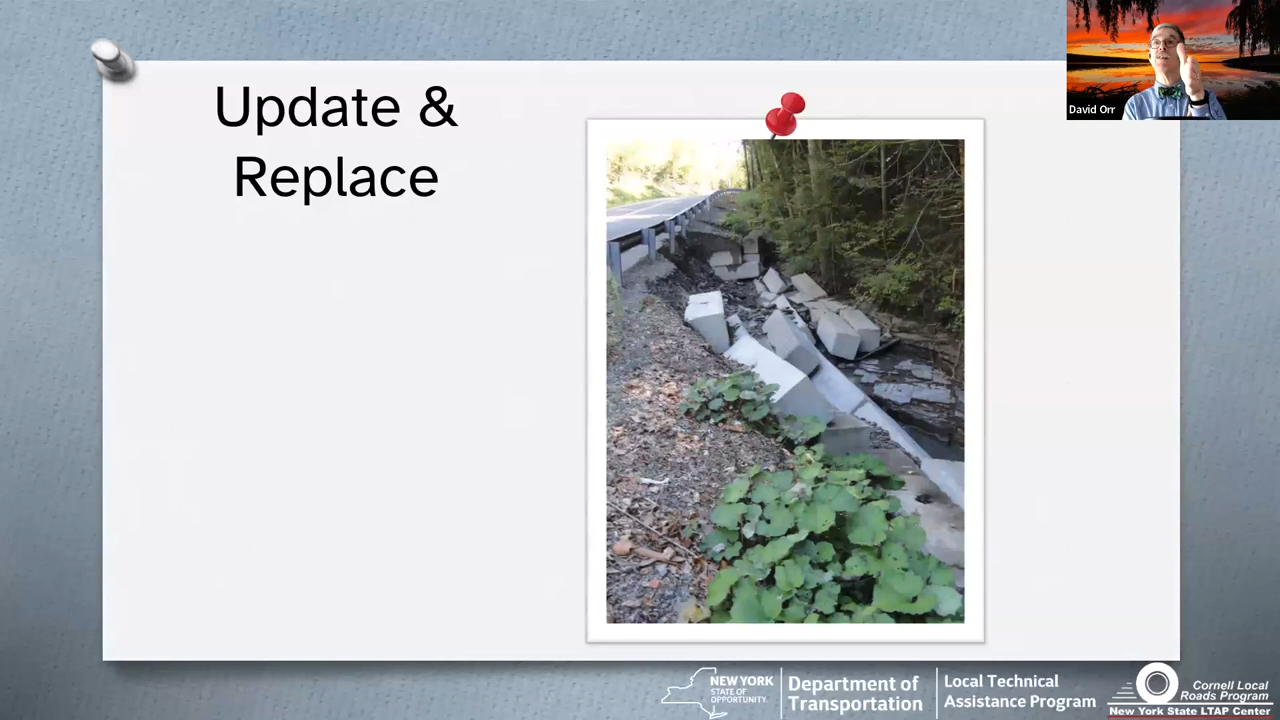 Update &
Replace
David Orr
NEW YORK
STATE OF
OPPORTUNITY.
Department of
Transportation
Local Technical
Assistance Program
Cornell Local
Roads Program
New York State LTAP Center